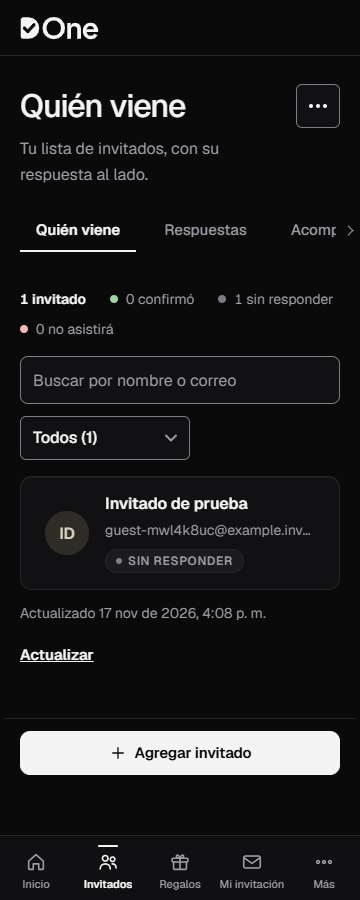 DOne
Quién viene
Tu lista de invitados, con su
respuesta al lado.
Quién viene
Respuestas
Acomp
1 invitado
0 confirmó
1 sin responder
0 no asistirá
Buscar por nombre o correo
Todos (1)
Invitado de prueba
ID
guest-mwl4k8uc@example.inv...
SIN RESPONDER
Actualizado 17 nov de 2026, 4:08 p. m.
Actualizar
Agregar invitado
Inicio
Invitados
Regalos
Mi invitación
Más